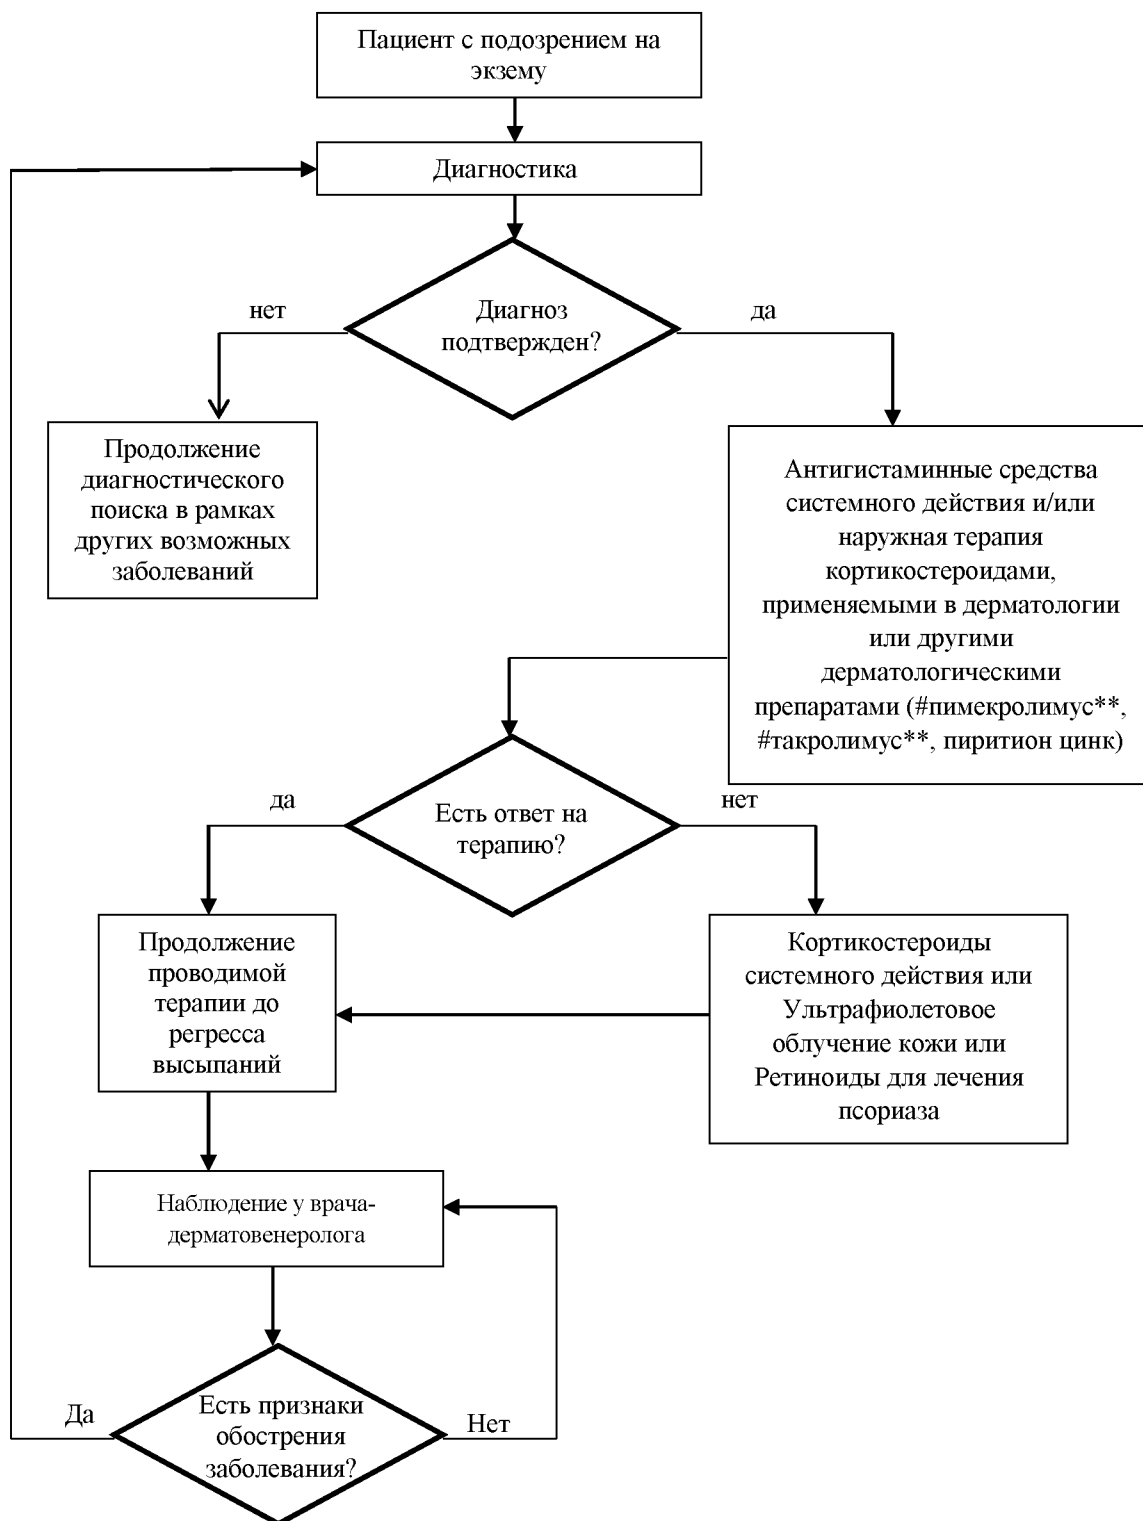 Пациент с подозрением на
экзему
Диагностика
Диагноз
подтвержден?
нет
да
Продолжение
диагностического
поиска в рамках
других возможных
заболеваний
Антигистаминные средства
системного действия и/или
наружная терапия
кортикостероидами,
применяемыми в дерматологии
или другими
дерматологическими
препаратами (#пимекролимус**,
#такролимус**, пиритион цинк)
Есть ответ на
терапию?
да
нет
Продолжение
проводимой
терапии до
регресса
высыпаний
Кортикостероиды
системного действия или
Ультрафиолетовое
облучение кожи или
Ретиноиды для лечения
псориаза
Наблюдение у врача-
дерматовенеролога
Есть признаки
обострения
заболевания?
Да
Нет